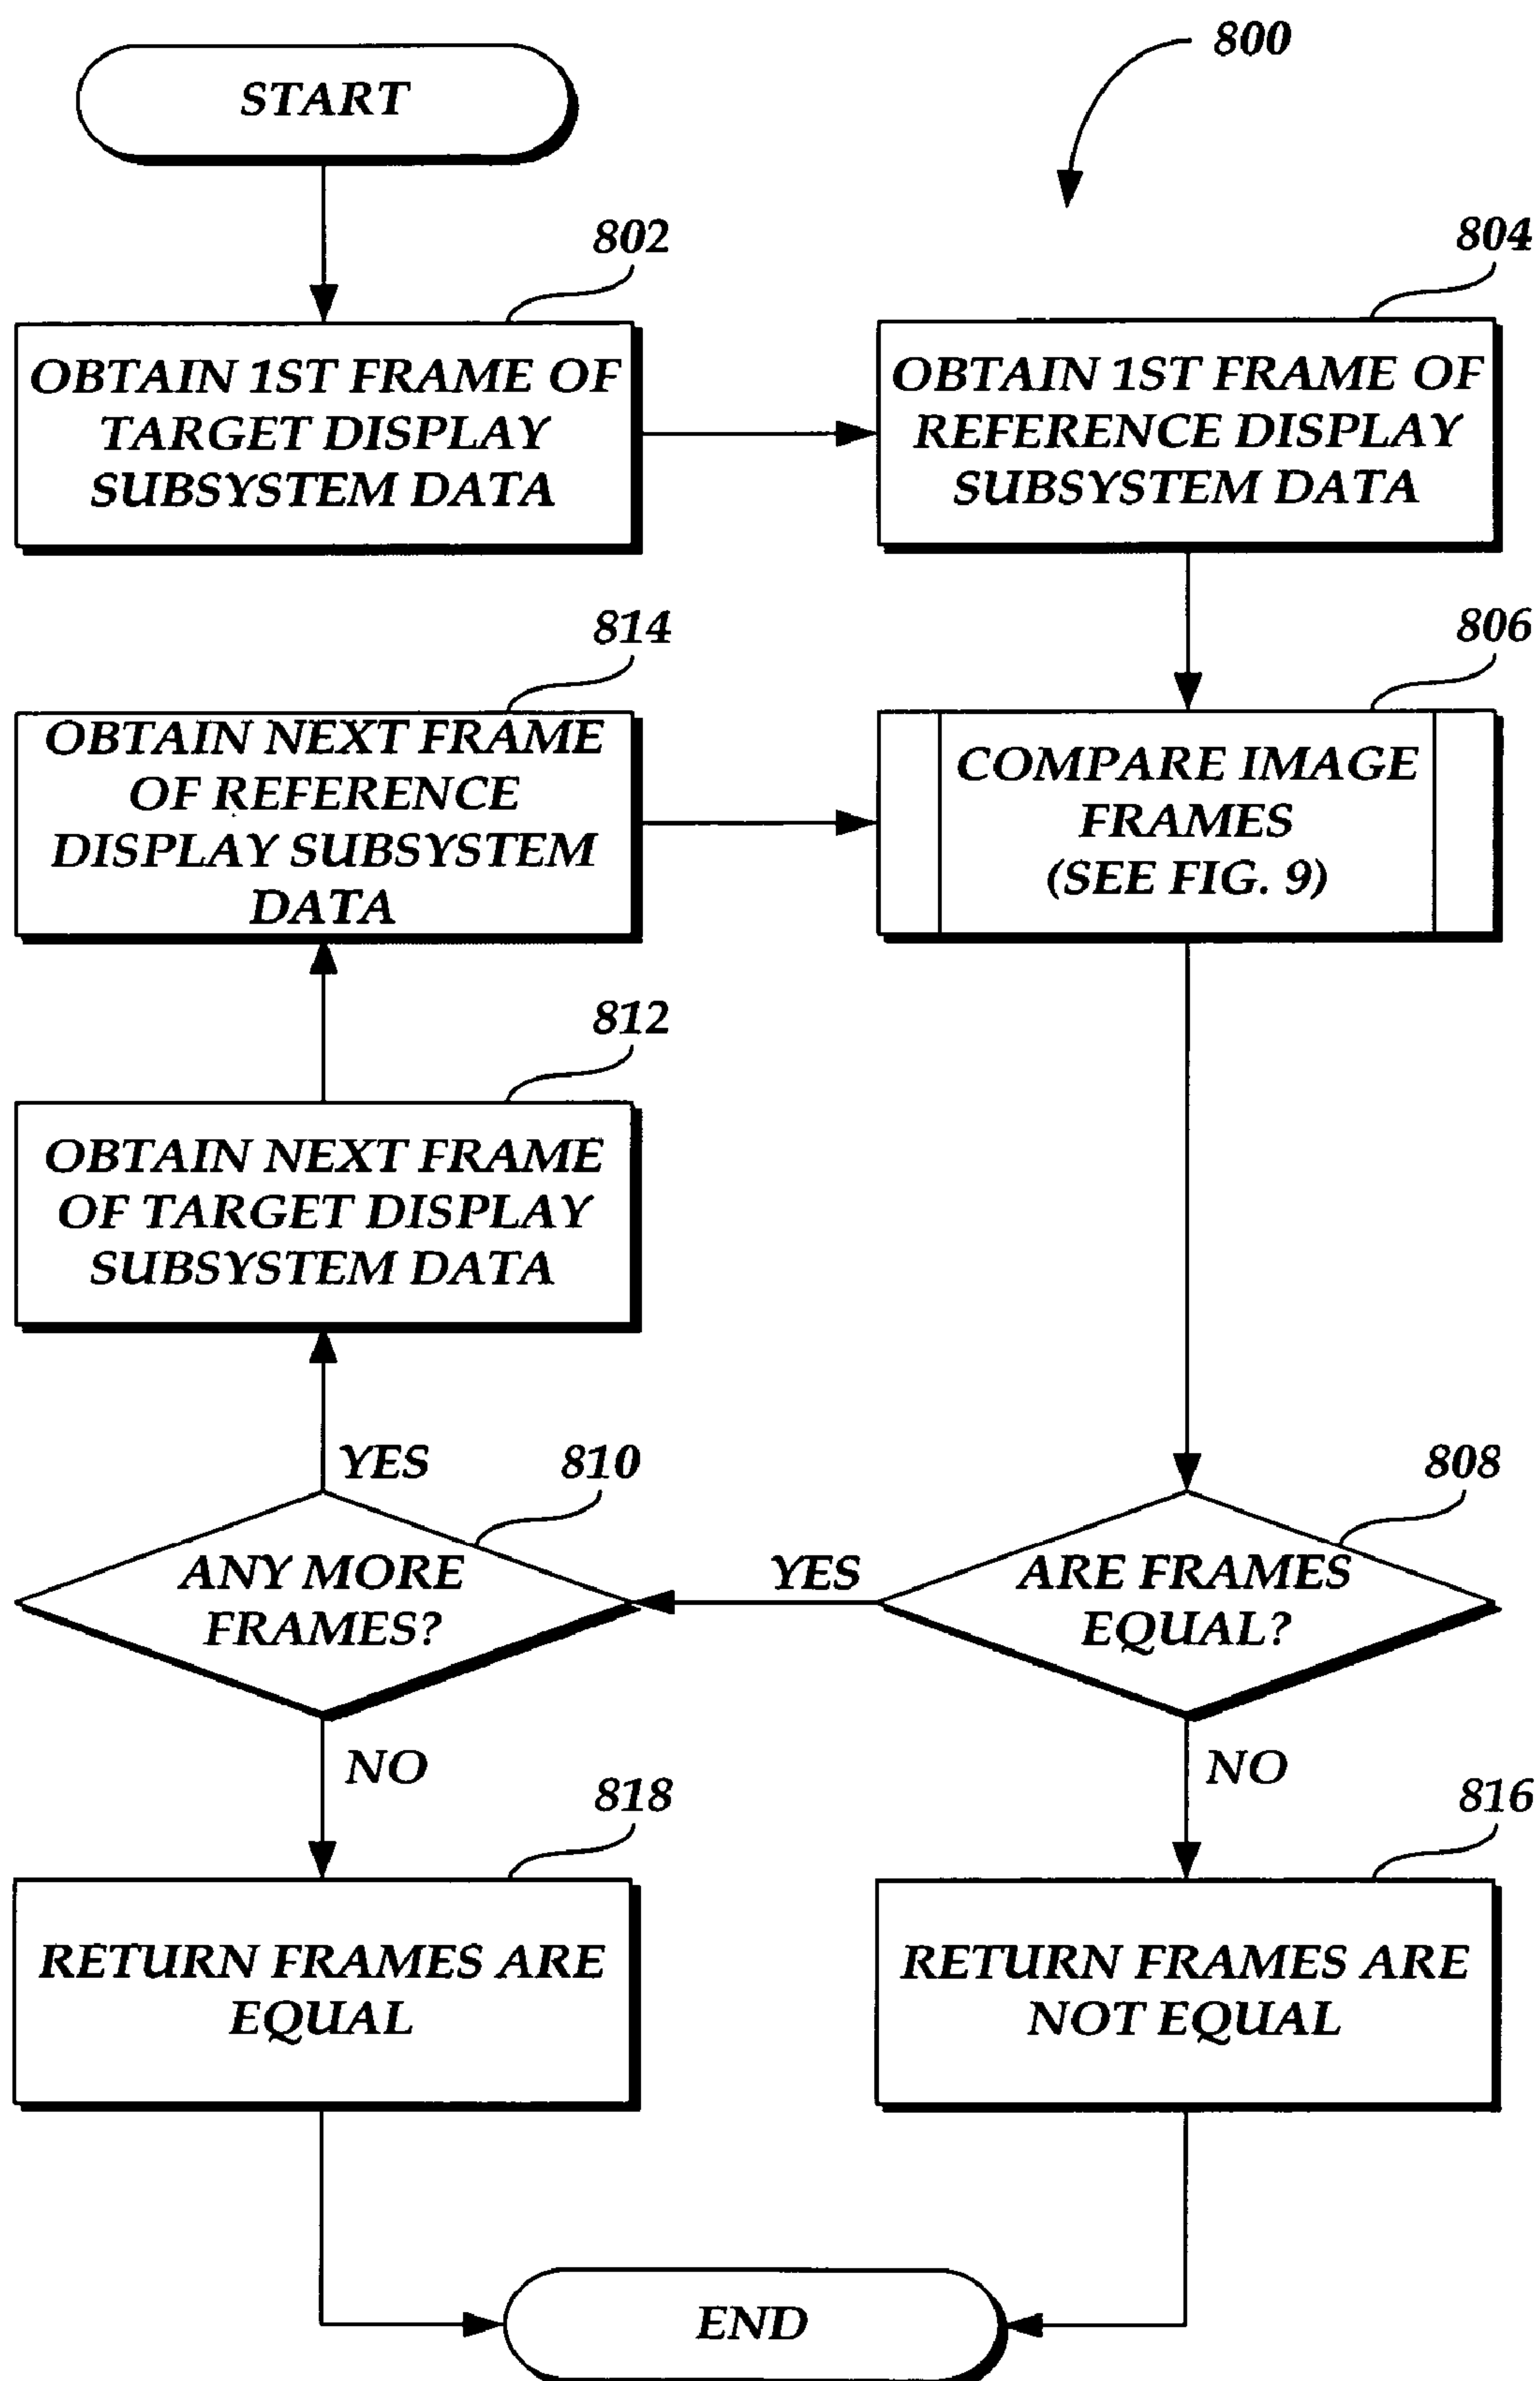 800
START
802
OBTAIN 1ST FRAME OF
TARGET DISPLAY
SUBSYSTEM DATA
804
OBTAIN 1ST FRAME OF
REFERENCE DISPLAY
SUBSYSTEM DATA
814
OBTAIN NEXT FRAME
OF REFERENCE
DISPLAY SUBSYSTEM
DATA
806
COMPARE IMAGE
FRAMES
(SEE FIG. 9)
812
OBTAIN NEXT FRAME
OF TARGET DISPLAY
SUBSYSTEM DATA
YES
810
ANY MORE
FRAMES?
YES
808
ARE FRAMES
EQUAL?
NO
818
RETURN FRAMES ARE
EQUAL
NO
816
RETURN FRAMES ARE
NOT EQUAL
END